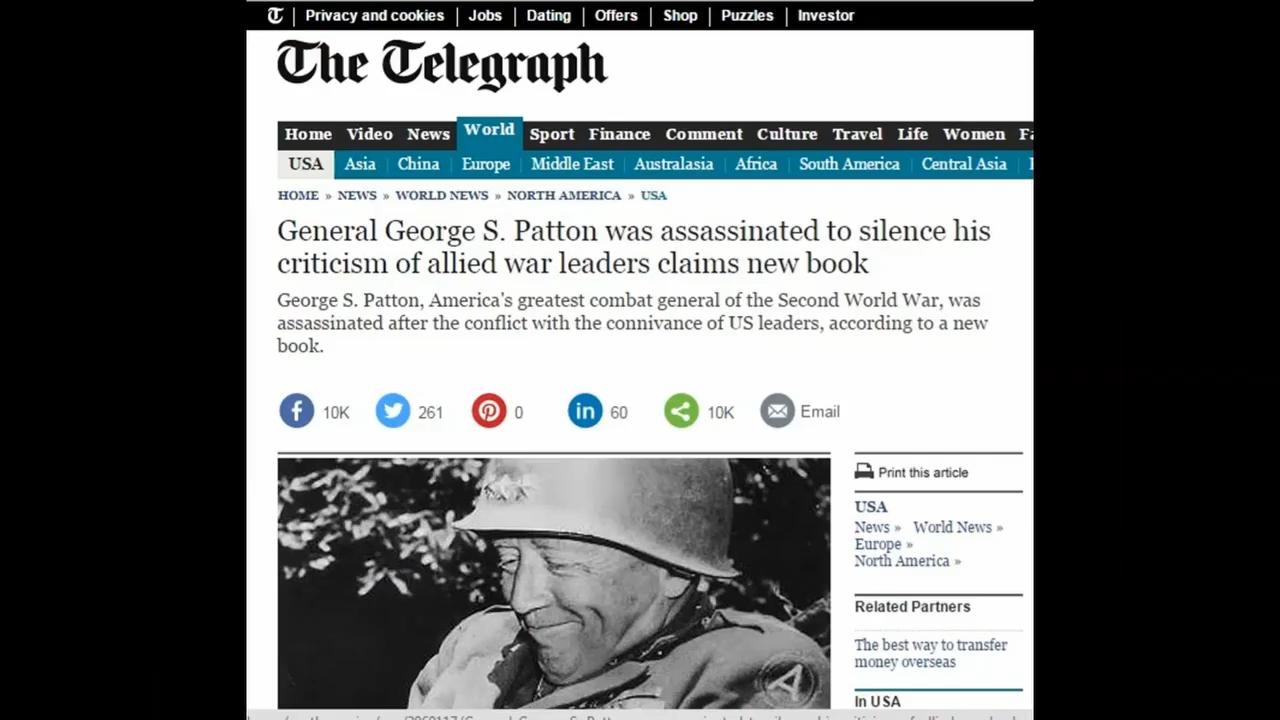 Privacy and cookies | Jobs | Dating | Offers | Shop | Puzzles | Investor
The Telegraph
Home Video News World Sport Finance Comment Culture Travel Life Women
USA Asia China Europe Middle East Australasia Africa South America Central Asia
HOME » NEWS » WORLD NEWS » NORTH AMERICA » USA
General George S. Patton was assassinated to silence his
criticism of allied war leaders claims new book
George S. Patton, America's greatest combat general of the Second World War, was
assassinated after the conflict with the connivance of US leaders, according to a new
book.
10K 261 0 60 10K Email
Print this article
USA
News » World News »
Europe »
North America »
Related Partners
The best way to transfer
money overseas
In USA